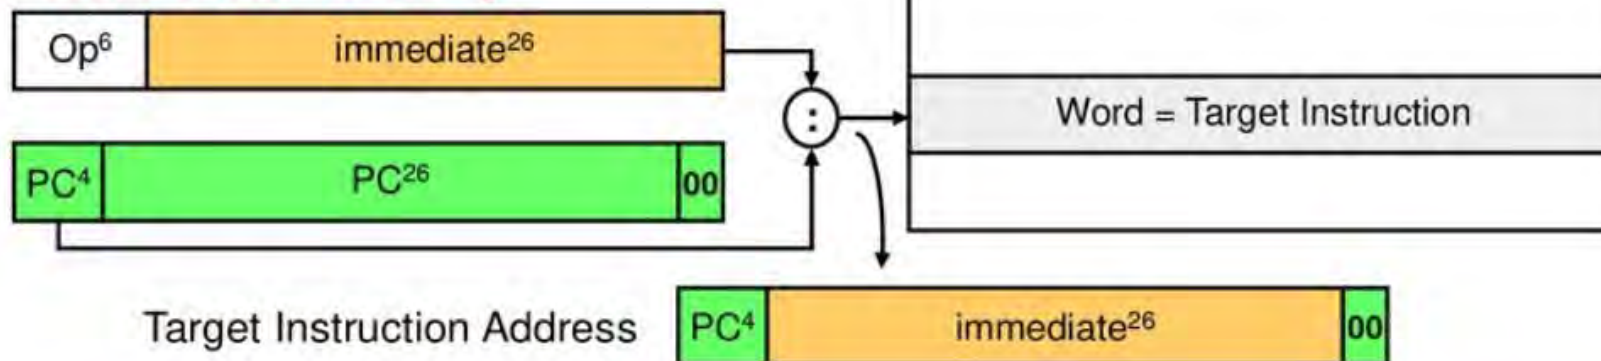 Op⁶ immediate²⁶
:
Word = Target Instruction
PC⁴ PC²⁶ 00
Target Instruction Address PC⁴ immediate²⁶ 00